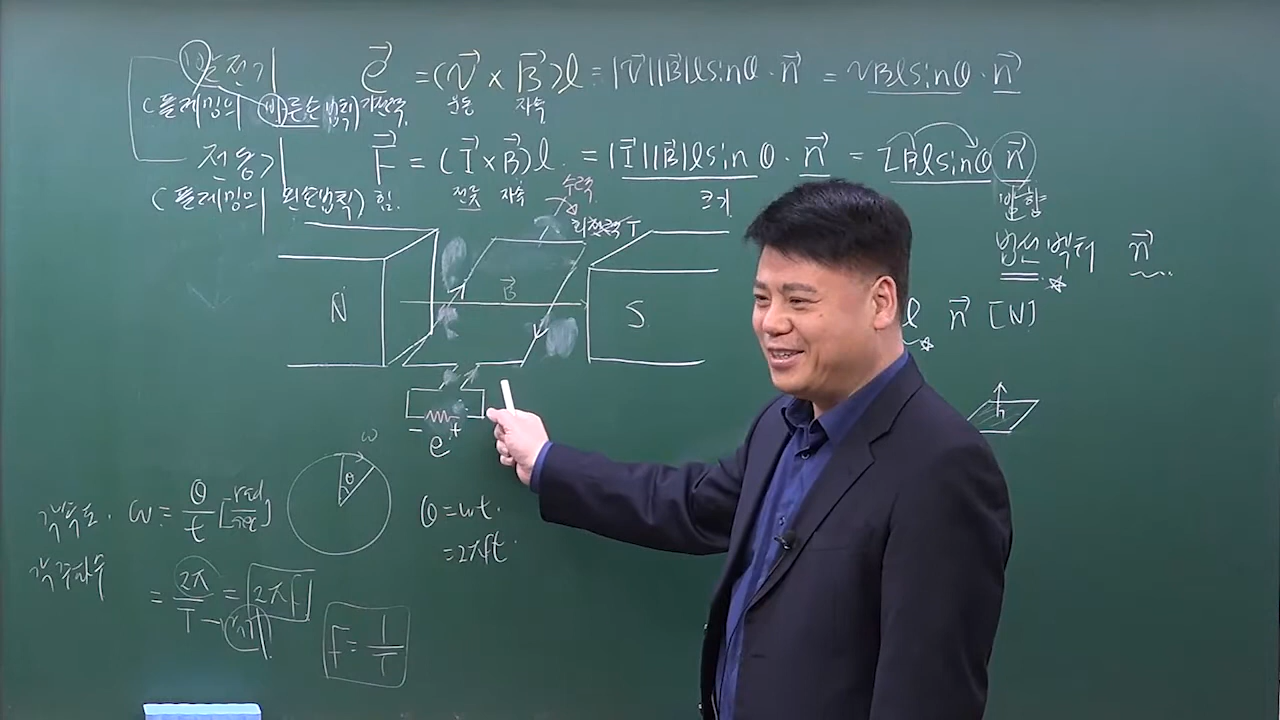 발전기 e⃗ = (v⃗ × B⃗)l = |v⃗||B⃗|l sinθ · n⃗ = vBl sinθ · n⃗
(플레밍의 오른손 법칙) 기전력 운동 자속
전동기 F⃗ = (I⃗ × B⃗)l = |I⃗||B⃗|l sinθ · n⃗ = IBl sinθ n⃗
(플레밍의 왼손법칙) 힘. 전류 자속 크기 방향
회전력 T
법선벡터 n⃗
N B⃗ S l n⃗ [N]
n
- e +
ω
θ
각속도. ω = θ/t [rad/sec] θ = ωt.
= 2πft.
각주파수
= 2π/T = 2πf
F = 1/T